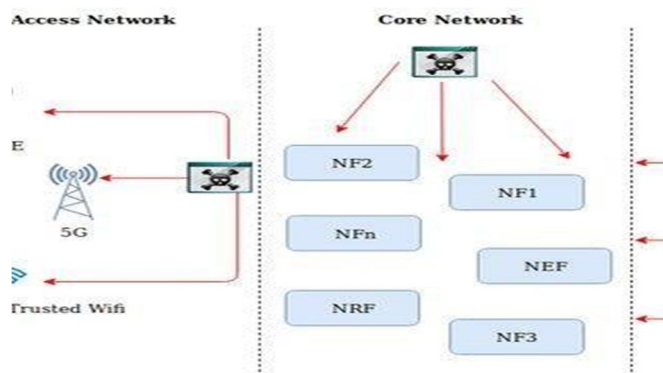 Access Network
Core Network
E
5G
Trusted Wifi
NF2
NF1
NFn
NEF
NRF
NF3